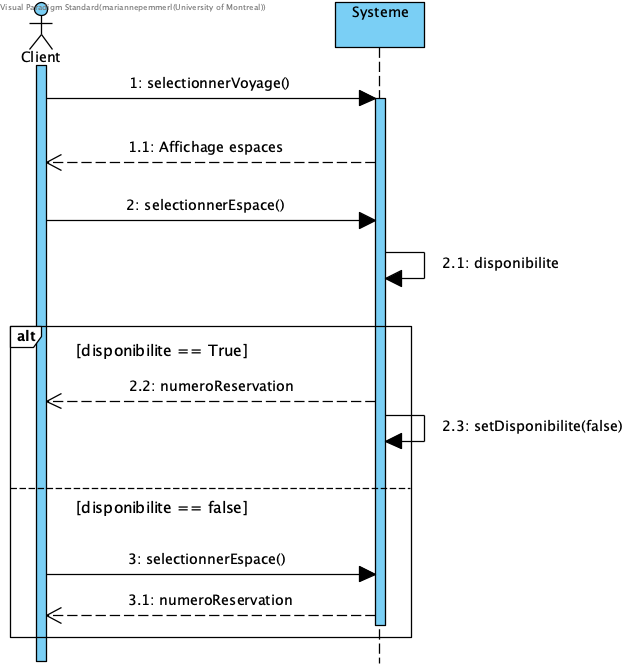 Visual Paradigm Standard(mariannepemmerl(University of Montreal))
Systeme
Client
1: selectionnerVoyage()
1.1: Affichage espaces
2: selectionnerEspace()
2.1: disponibilite
alt
[disponibilite == True]
2.2: numeroReservation
2.3: setDisponibilite(false)
[disponibilite == false]
3: selectionnerEspace()
3.1: numeroReservation